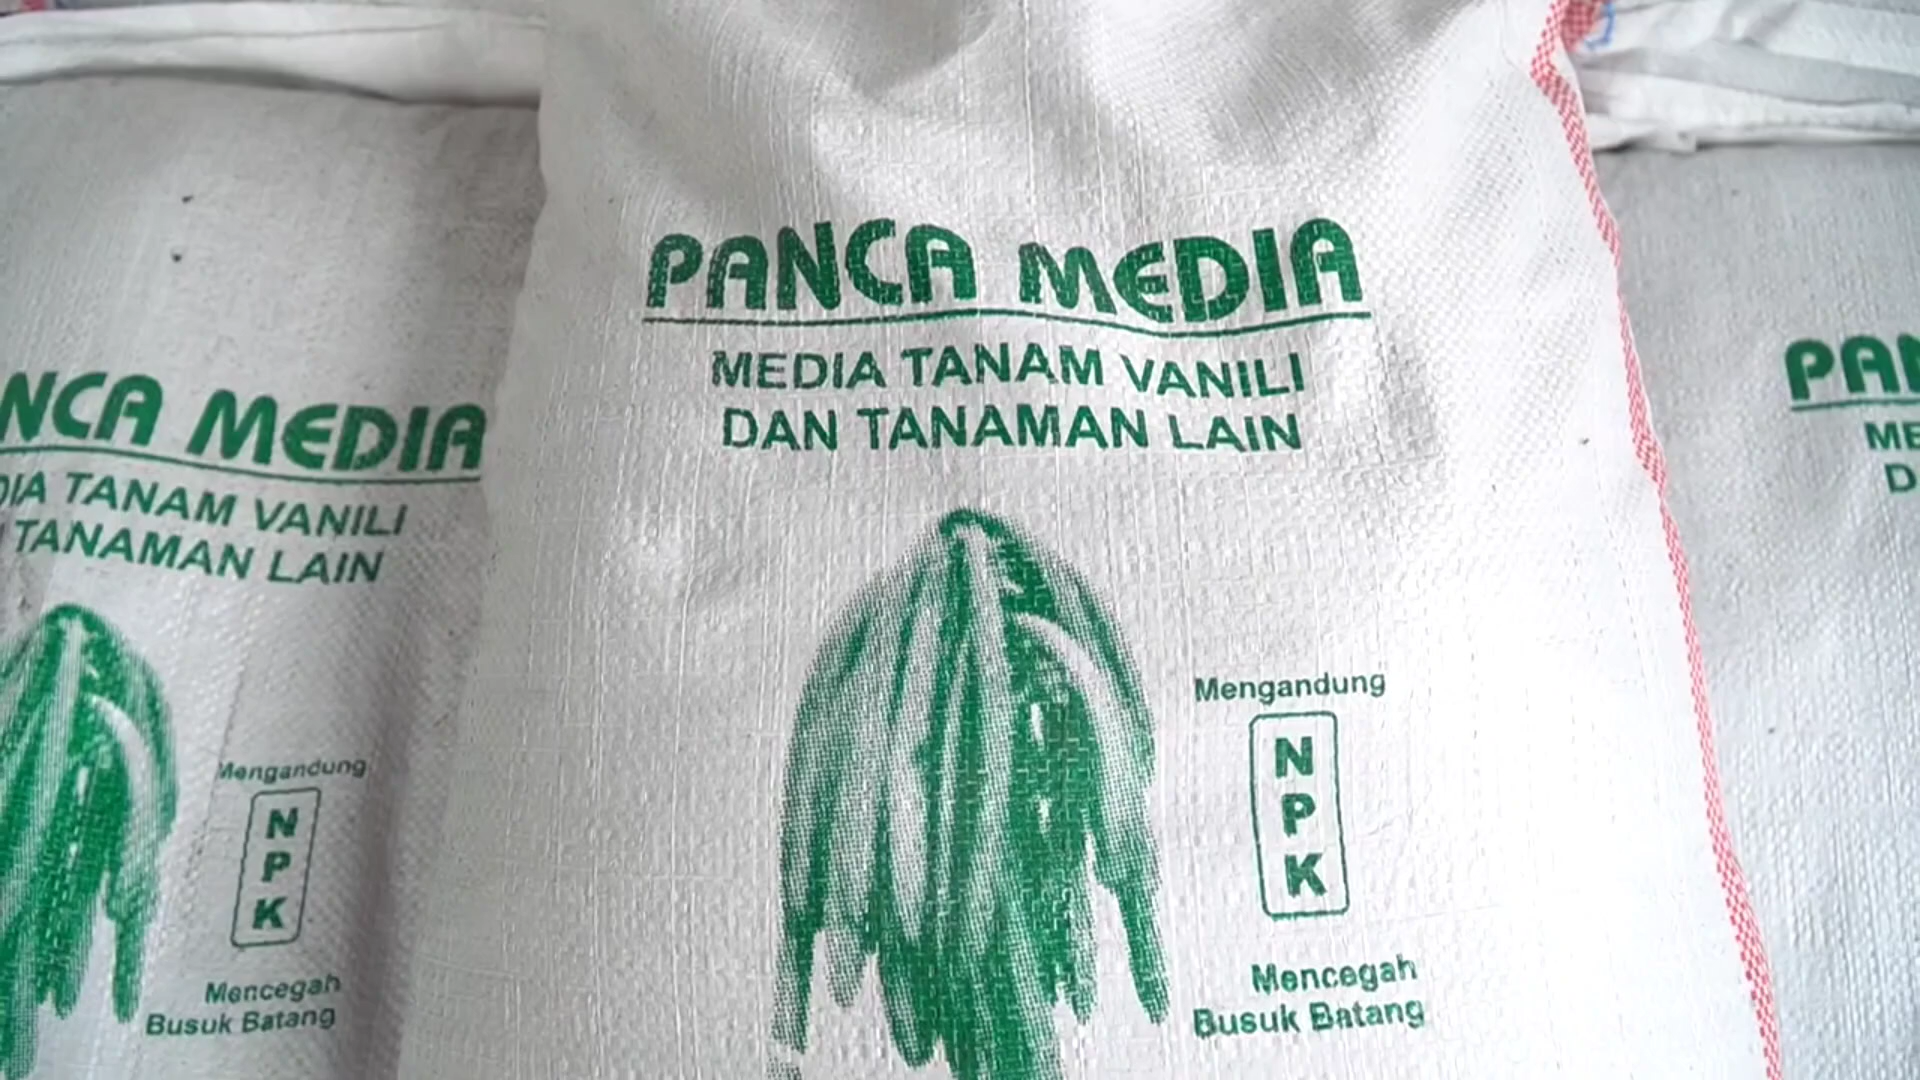 PANCA MEDIA
MEDIA TANAM VANILI
DAN TANAMAN LAIN
Mengandung
N
P
K
Mencegah
Busuk Batang
NCA MEDIA
DIA TANAM VANILI
TANAMAN LAIN
Mengandung
N
P
K
Mencegah
Busuk Batang
PAN
ME
D